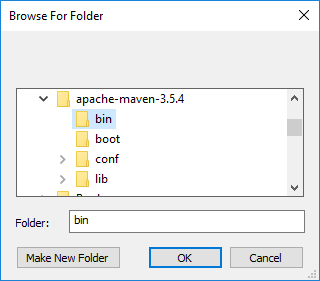 Browse For Folder
apache-maven-3.5.4
bin
boot
conf
lib
Folder:
bin
Make New Folder
OK
Cancel